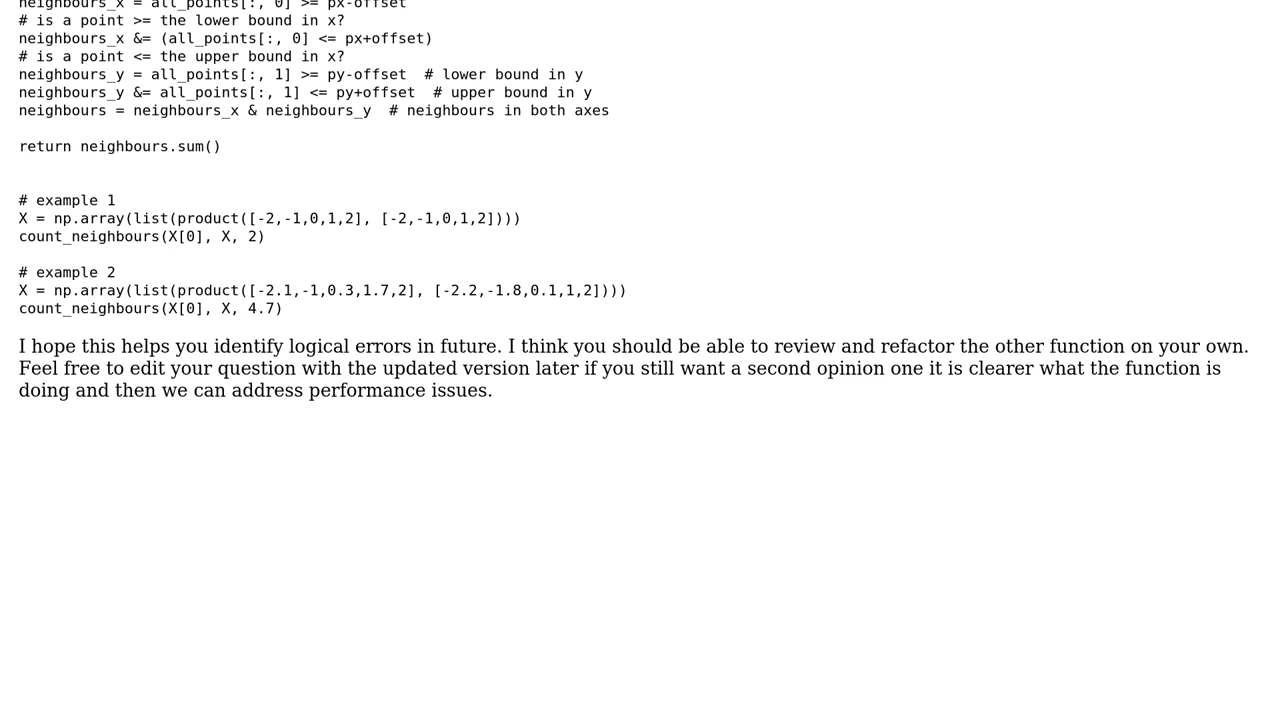 neighbours_x = all_points[:, 0] >= px-offset
# is a point >= the lower bound in x?
neighbours_x &= (all_points[:, 0] <= px+offset)
# is a point <= the upper bound in x?
neighbours_y = all_points[:, 1] >= py-offset  # lower bound in y
neighbours_y &= all_points[:, 1] <= py+offset  # upper bound in y
neighbours = neighbours_x & neighbours_y  # neighbours in both axes
return neighbours.sum()
# example 1
X = np.array(list(product([-2,-1,0,1,2], [-2,-1,0,1,2])))
count_neighbours(X[0], X, 2)
# example 2
X = np.array(list(product([-2.1,-1,0.3,1.7,2], [-2.2,-1.8,0.1,1,2])))
count_neighbours(X[0], X, 4.7)
I hope this helps you identify logical errors in future. I think you should be able to review and refactor the other function on your own.
Feel free to edit your question with the updated version later if you still want a second opinion one it is clearer what the function is
doing and then we can address performance issues.